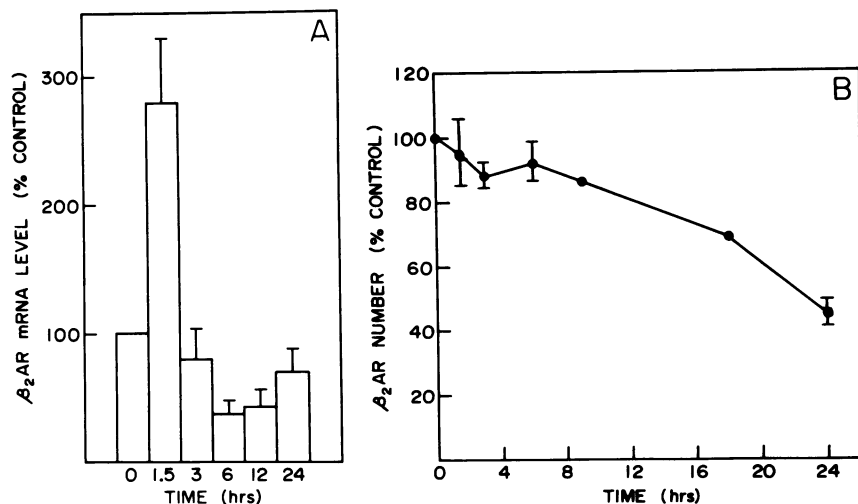 A
β₂AR mRNA LEVEL (% CONTROL)
300
200
100
0 1.5 3 6 12 24
TIME (hrs)
B
β₂AR NUMBER (% CONTROL)
120
100
80
60
40
20
0 4 8 12 16 20 24
TIME (hrs)